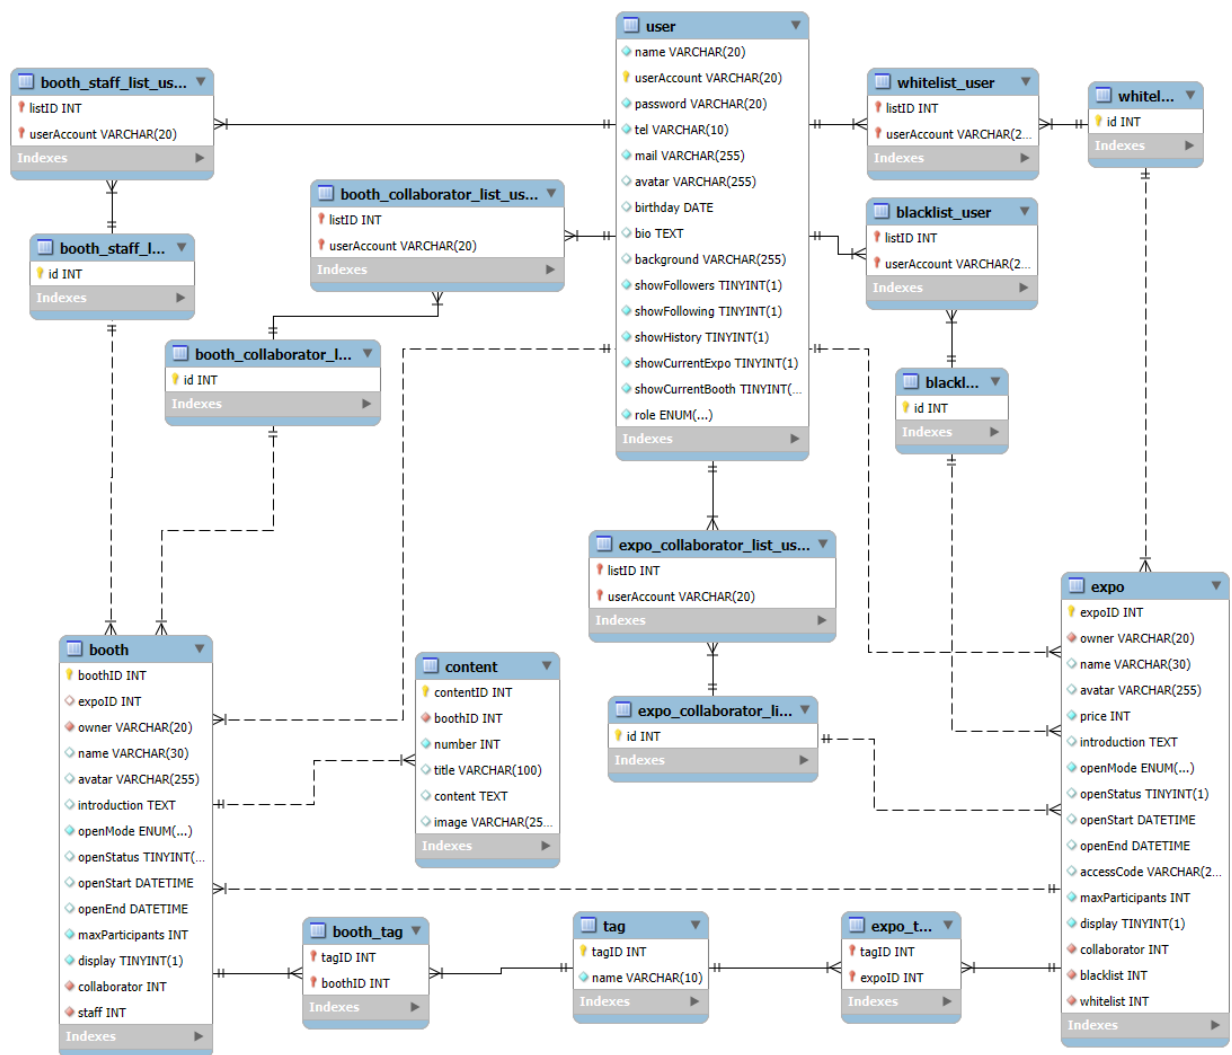 user
name VARCHAR(20)
userAccount VARCHAR(20)
password VARCHAR(20)
tel VARCHAR(10)
mail VARCHAR(255)
avatar VARCHAR(255)
birthday DATE
bio TEXT
background VARCHAR(255)
showFollowers TINYINT(1)
showFollowing TINYINT(1)
showHistory TINYINT(1)
showCurrentExpo TINYINT(1)
showCurrentBooth TINYINT(...
role ENUM(...)
Indexes
booth_staff_list_us...
listID INT
userAccount VARCHAR(20)
Indexes
whitelist_user
listID INT
userAccount VARCHAR(2...
Indexes
whitel...
id INT
Indexes
booth_collaborator_list_us...
listID INT
userAccount VARCHAR(20)
Indexes
blacklist_user
listID INT
userAccount VARCHAR(2...
Indexes
booth_staff_l...
id INT
Indexes
booth_collaborator_l...
id INT
Indexes
blackl...
id INT
Indexes
expo_collaborator_list_us...
listID INT
userAccount VARCHAR(20)
Indexes
expo
expoID INT
owner VARCHAR(20)
name VARCHAR(30)
avatar VARCHAR(255)
price INT
introduction TEXT
openMode ENUM(...)
openStatus TINYINT(1)
openStart DATETIME
openEnd DATETIME
accessCode VARCHAR(2...
maxParticipants INT
display TINYINT(1)
collaborator INT
blacklist INT
whitelist INT
Indexes
booth
boothID INT
expoID INT
owner VARCHAR(20)
name VARCHAR(30)
avatar VARCHAR(255)
introduction TEXT
openMode ENUM(...)
openStatus TINYINT(...
openStart DATETIME
openEnd DATETIME
maxParticipants INT
display TINYINT(1)
collaborator INT
staff INT
Indexes
content
contentID INT
boothID INT
number INT
title VARCHAR(100)
content TEXT
image VARCHAR(25...
Indexes
expo_collaborator_li...
id INT
Indexes
booth_tag
tagID INT
boothID INT
Indexes
tag
tagID INT
name VARCHAR(10)
Indexes
expo_t...
tagID INT
expoID INT
Indexes